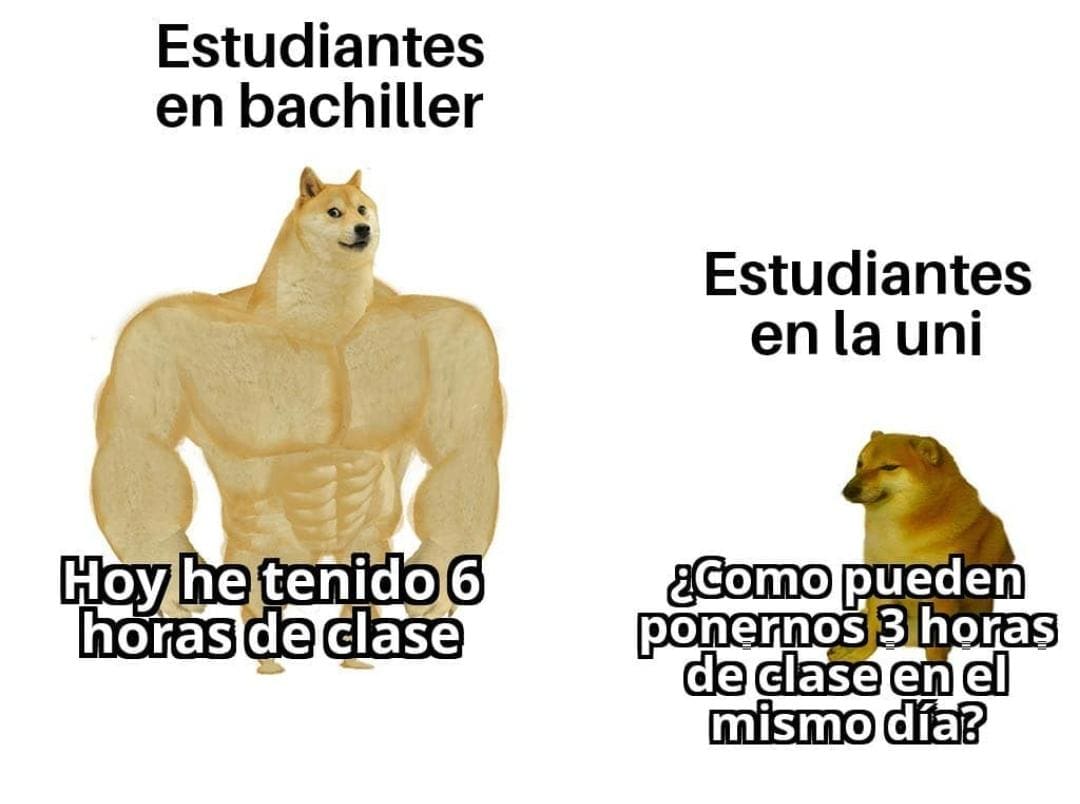 Estudiantes
en bachiller
Hoy he tenido 6
horas de clase
Estudiantes
en la uni
¿Como pueden
ponernos 3 horas
de clase en el
mismo día?